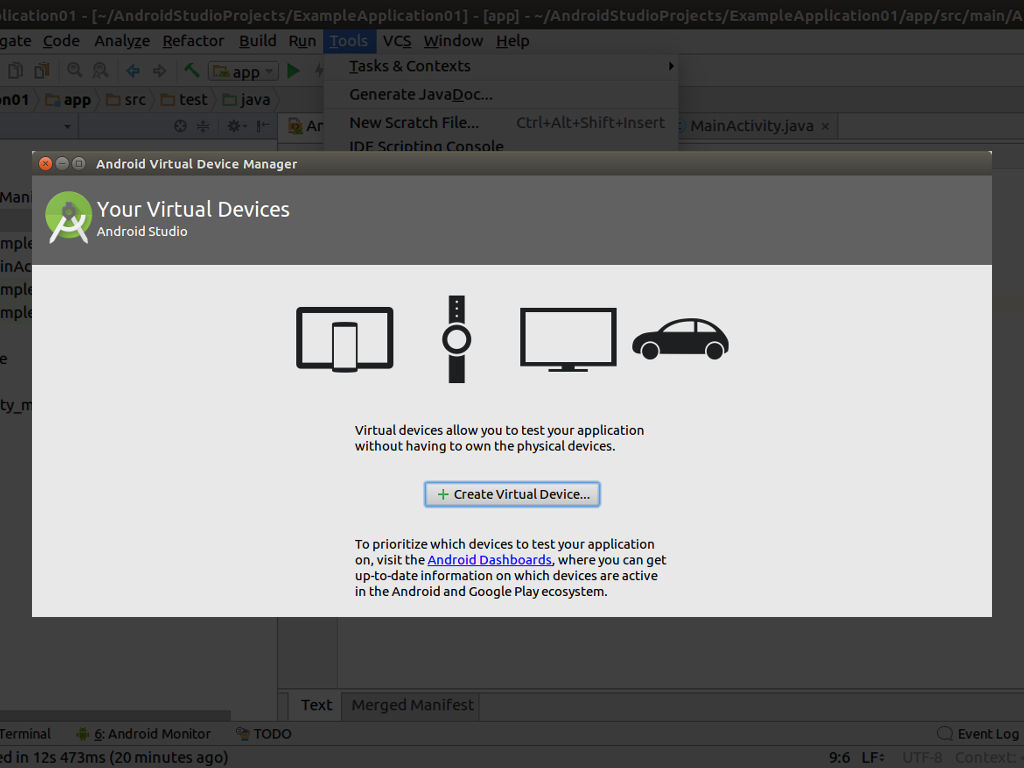 plication01 - [~/AndroidStudioProjects/ExampleApplication01] - [app] - ~/AndroidStudioProjects/ExampleApplication01/app/src/main/A
gate Code Analyze Refactor Build Run Tools VCS Window Help
app
Tasks & Contexts
Generate JavaDoc...
n01 app src test java
New Scratch File... Ctrl+Alt+Shift+Insert
IDE Scripting Console
MainActivity.java
Android Virtual Device Manager
Your Virtual Devices
Android Studio
Mani
mple
inAc
mple
mple
e
ty_m
Virtual devices allow you to test your application
without having to own the physical devices.
Create Virtual Device...
To prioritize which devices to test your application
on, visit the Android Dashboards, where you can get
up-to-date information on which devices are active
in the Android and Google Play ecosystem.
Text Merged Manifest
Terminal 6: Android Monitor TODO Event Log
ed in 12s 473ms (20 minutes ago) 9:6 LF÷ UTF-8 Context: